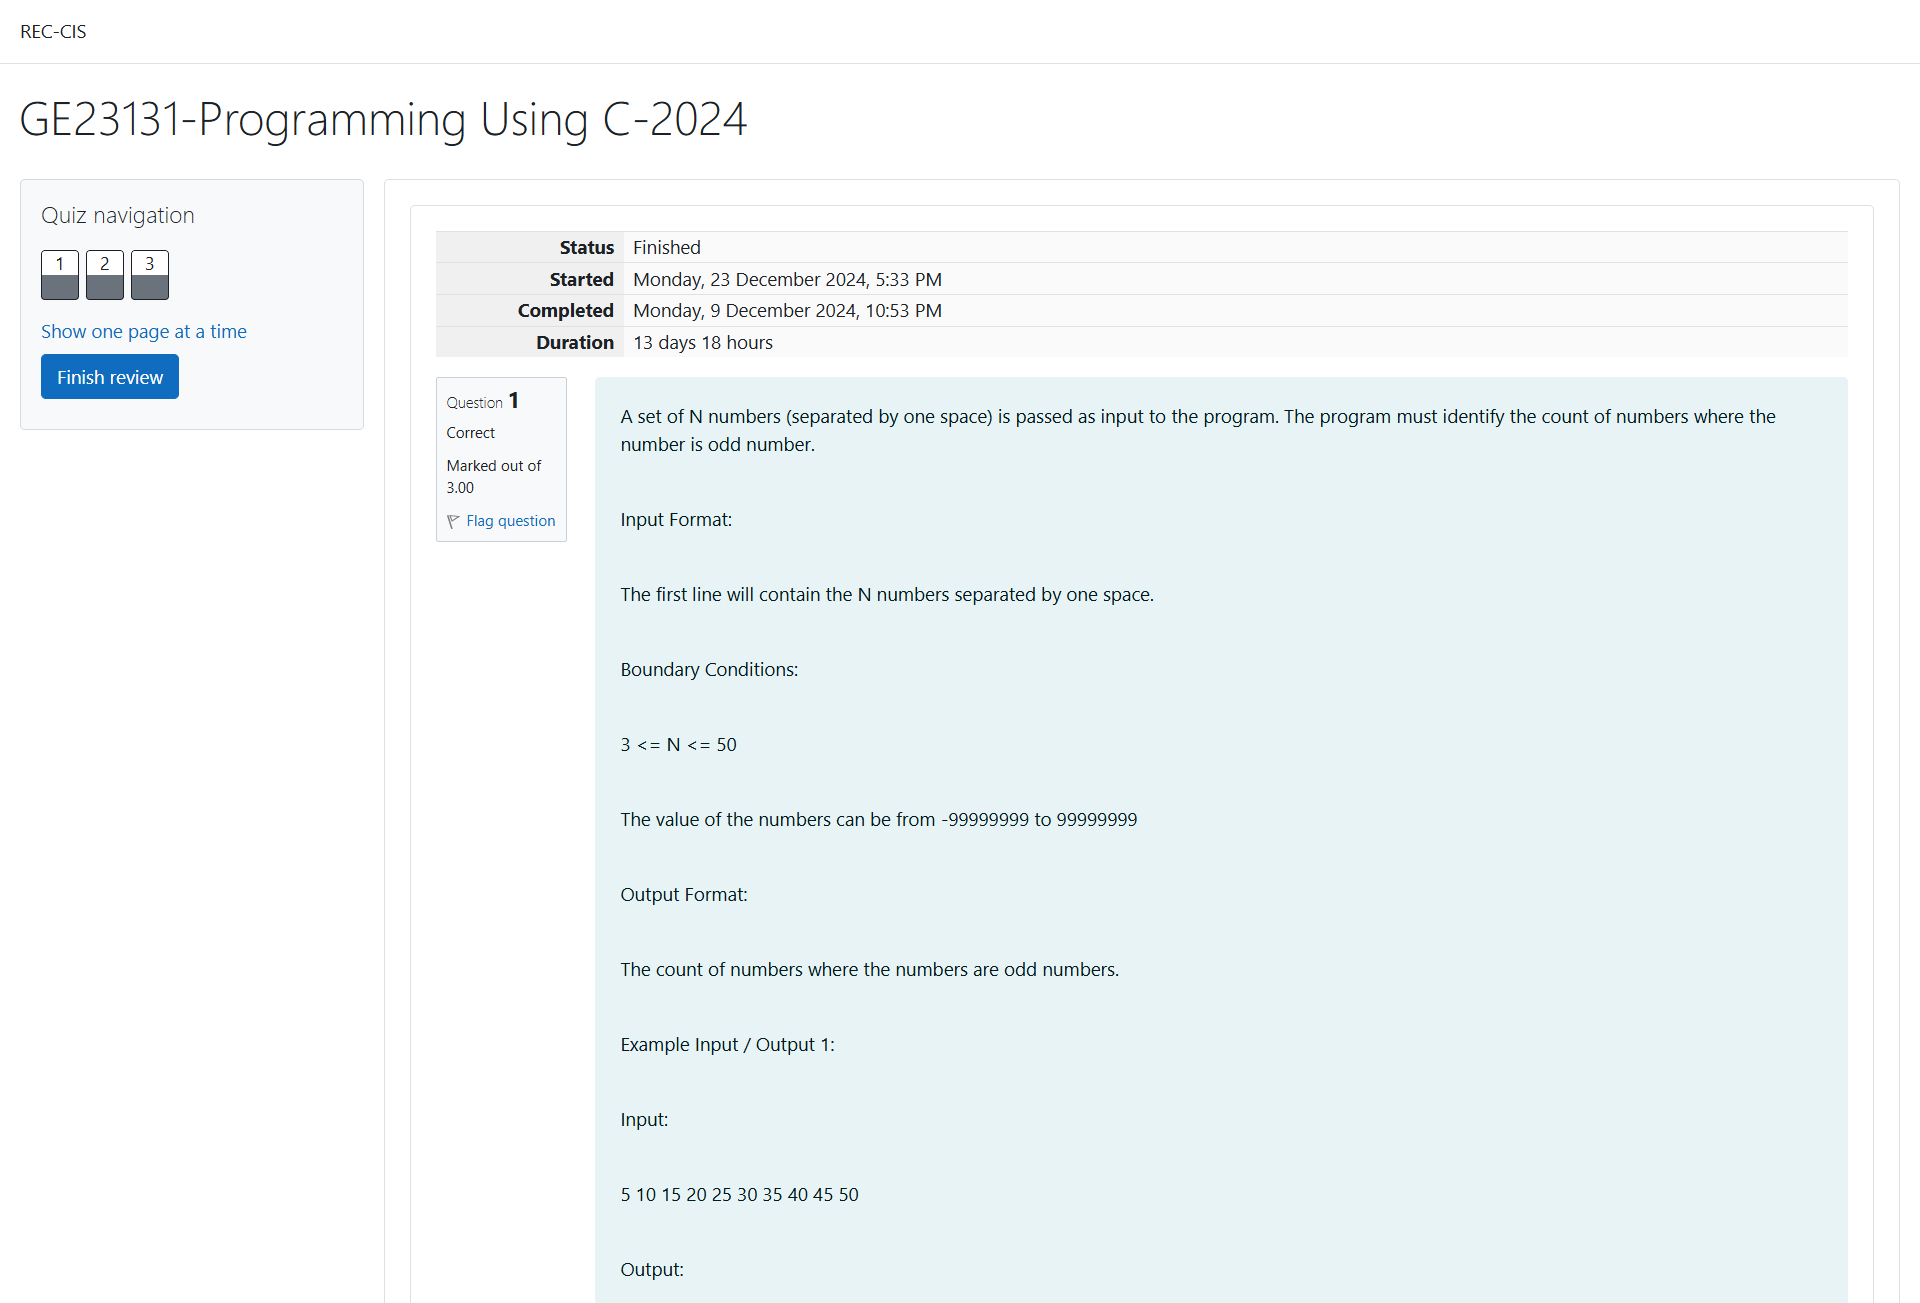 REC-CIS
GE23131-Programming Using C-2024
Quiz navigation
1 2 3
Show one page at a time
Finish review
Status Finished
Started Monday, 23 December 2024, 5:33 PM
Completed Monday, 9 December 2024, 10:53 PM
Duration 13 days 18 hours
Question 1
Correct
Marked out of
3.00
Flag question
A set of N numbers (separated by one space) is passed as input to the program. The program must identify the count of numbers where the
number is odd number.
Input Format:
The first line will contain the N numbers separated by one space.
Boundary Conditions:
3 <= N <= 50
The value of the numbers can be from -99999999 to 99999999
Output Format:
The count of numbers where the numbers are odd numbers.
Example Input / Output 1:
Input:
5 10 15 20 25 30 35 40 45 50
Output: